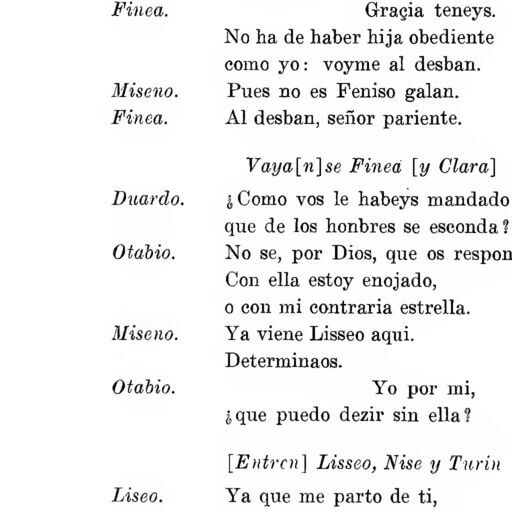 Finea. Graçia teneys.
No ha de haber hija obediente
como yo: voyme al desban.
Miseno. Pues no es Feniso galan.
Finea. Al desban, señor pariente.
Vaya[n]se Finea [y Clara]
Duardo. ¿Como vos le habeys mandado
que de los honbres se esconda?
Otabio. No se, por Dios, que os respon
Con ella estoy enojado,
o con mi contraria estrella.
Miseno. Ya viene Lisseo aqui.
Determinaos.
Otabio. Yo por mi,
¿que puedo dezir sin ella?
[Entren] Lisseo, Nise y Turin
Liseo. Ya que me parto de ti,